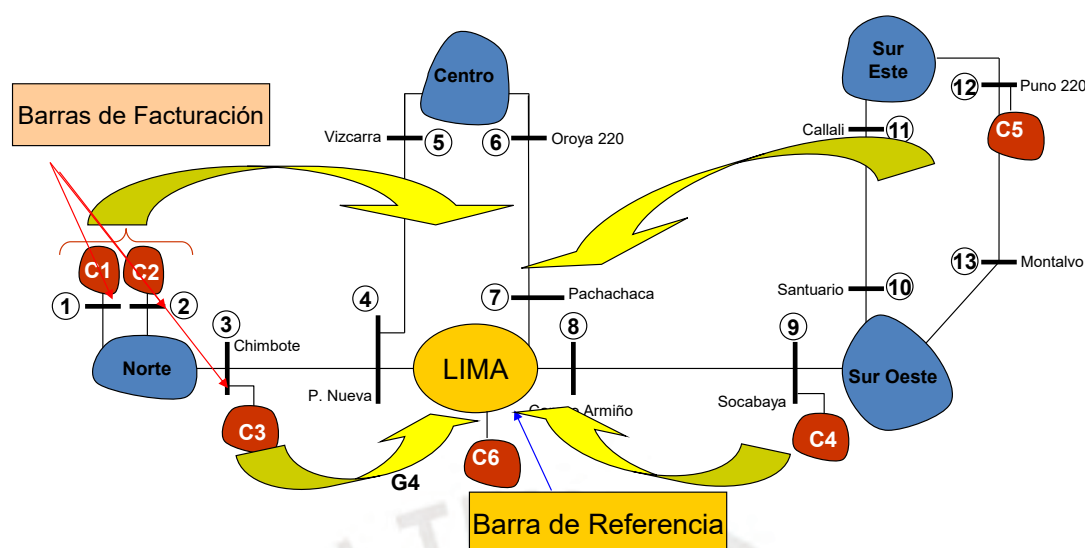 Barras de Facturación
Centro
Sur
Este
Vizcarra
5
6
Oroya 220
12
Puno 220
C5
Callali
11
C1
C2
1
2
3
Chimbote
Norte
4
P. Nueva
7
Pachachaca
LIMA
8
Armiño
9
Socabaya
Santuario
10
13
Montalvo
Sur Oeste
C3
G4
C6
C4
Barra de Referencia